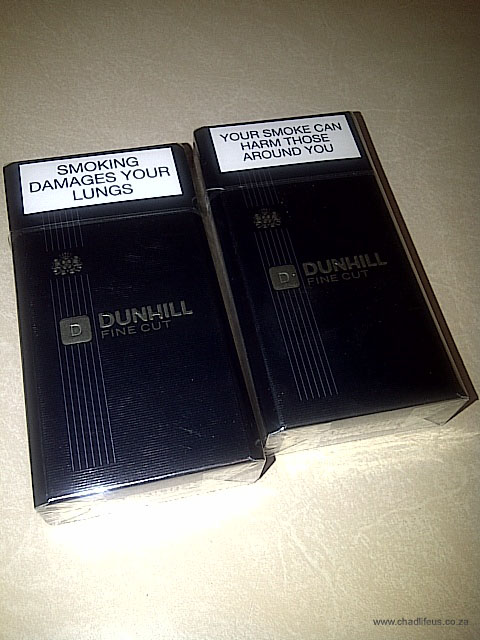 SMOKING
DAMAGES YOUR
LUNGS
D DUNHILL
FINE CUT
YOUR SMOKE CAN
HARM THOSE
AROUND YOU
D DUNHILL
FINE CUT
www.chadlifeus.co.za